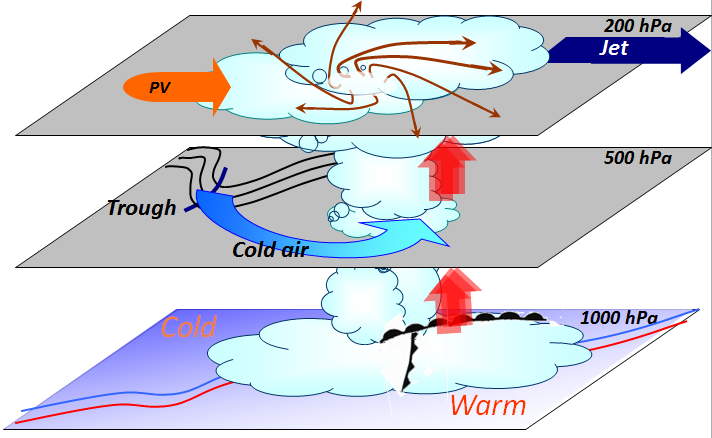 200 hPa
Jet
PV
500 hPa
Trough
Cold air
1000 hPa
Cold
Warm